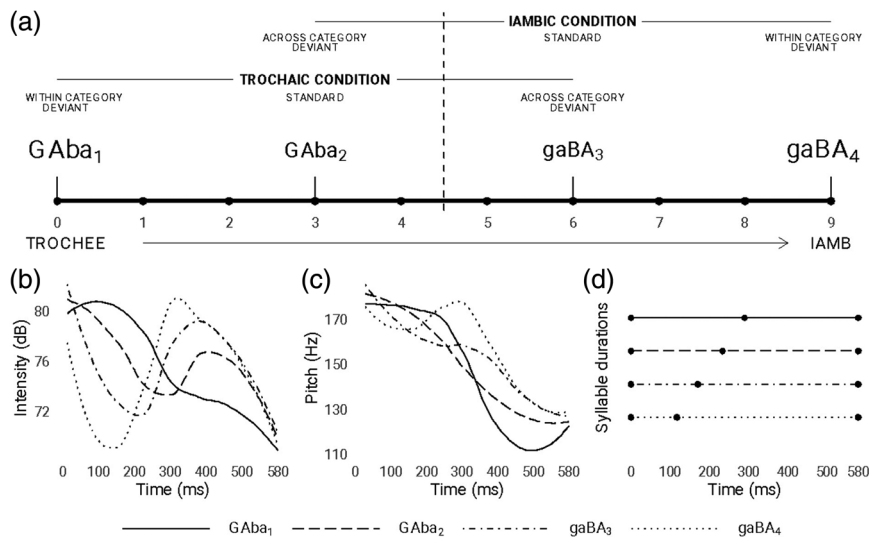 (a)
IAMBIC CONDITION
ACROSS CATEGORY DEVIANT
STANDARD
WITHIN CATEGORY DEVIANT
TROCHAIC CONDITION
WITHIN CATEGORY DEVIANT
STANDARD
ACROSS CATEGORY DEVIANT
GAba₁ GAba₂ gaBA₃ gaBA₄
0 1 2 3 4 5 6 7 8 9
TROCHEE IAMB
(b)
Intensity (dB)
80
76
72
0 100 200 300 400 500 580
Time (ms)
(c)
Pitch (Hz)
170
150
130
110
0 100 200 300 400 500 580
Time (ms)
(d)
Syllable durations
0 100 200 300 400 500 580
Time (ms)
GAba₁ GAba₂ gaBA₃ gaBA₄